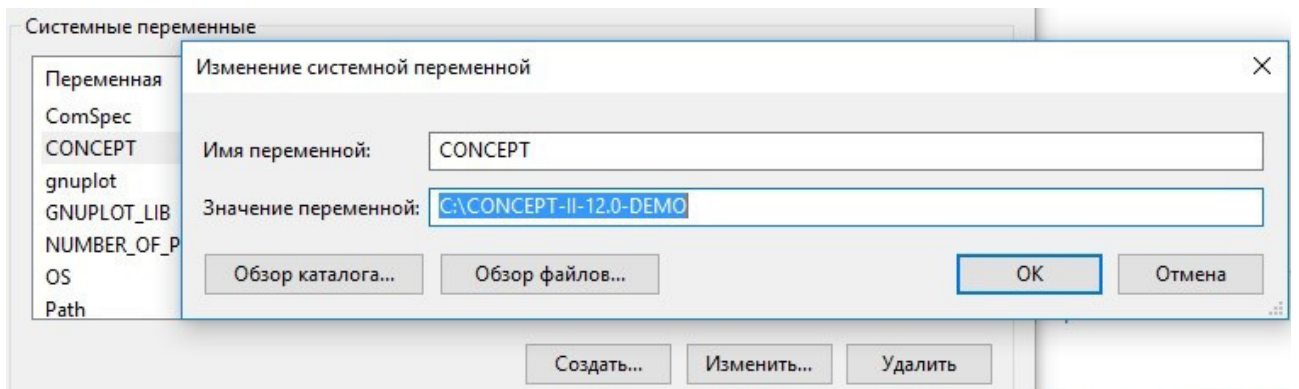 Системные переменные
Изменение системной переменной
Переменная
ComSpec
CONCEPT
Имя переменной: CONCEPT
gnuplot
GNUPLOT_LIB
Значение переменной: C:\CONCEPT-II-12.0-DEMO
NUMBER_OF_P
OS
Обзор каталога... Обзор файлов... OK Отмена
Path
Создать... Изменить... Удалить